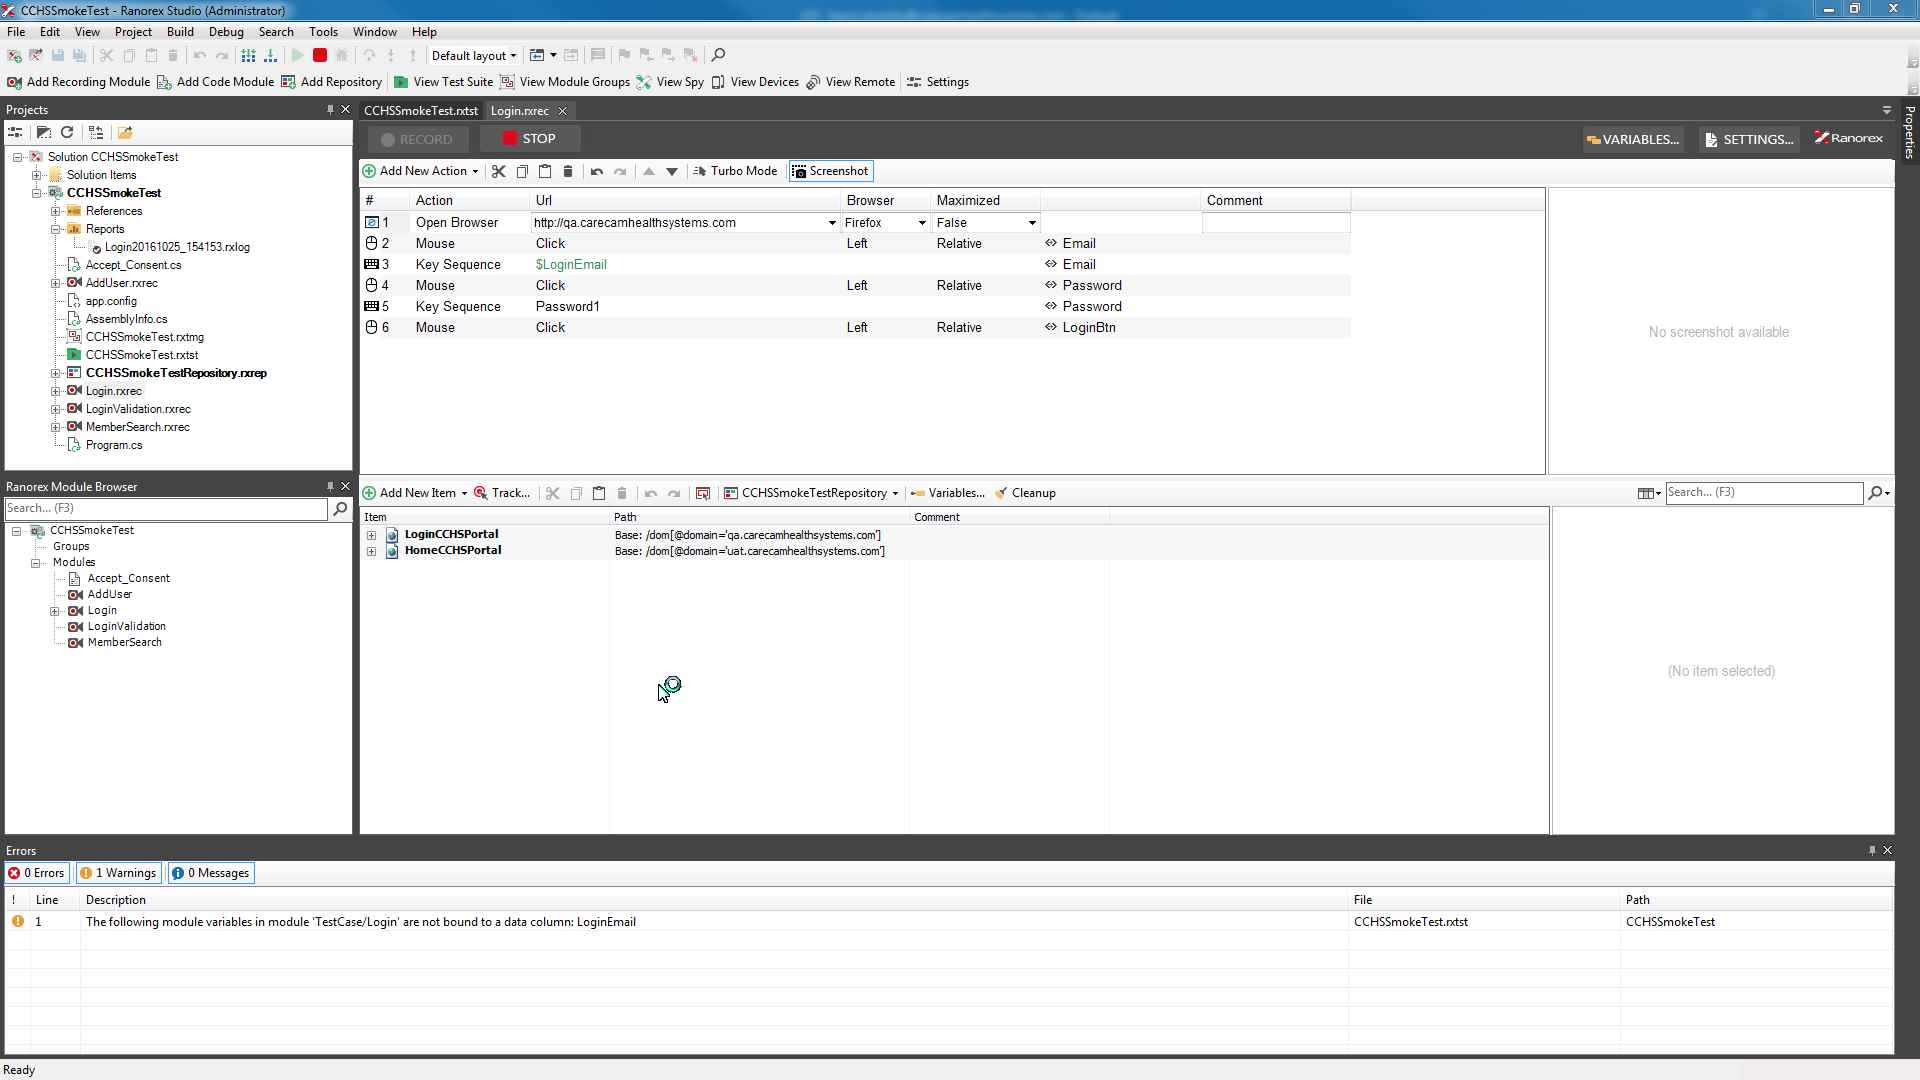 CCHSSmokeTest - Ranorex Studio (Administrator)
File Edit View Project Build Debug Search Tools Window Help
Default layout
Add Recording Module Add Code Module Add Repository View Test Suite View Module Groups View Spy View Devices View Remote Settings
Projects
Solution CCHSSmokeTest
Solution Items
CCHSSmokeTest
References
Reports
Login20161025_154153.rxlog
Accept_Consent.cs
AddUser.rxrec
app.config
AssemblyInfo.cs
CCHSSmokeTest.rxtmg
CCHSSmokeTest.rxtst
CCHSSmokeTestRepository.rxrep
Login.rxrec
LoginValidation.rxrec
MemberSearch.rxrec
Program.cs
Ranorex Module Browser
Search... (F3)
CCHSSmokeTest
Groups
Modules
Accept_Consent
AddUser
Login
LoginValidation
MemberSearch
CCHSSmokeTest.rxtst Login.rxrec
RECORD STOP VARIABLES... SETTINGS... Ranorex
Add New Action Turbo Mode Screenshot
# Action Url Browser Maximized Comment
1 Open Browser http://qa.carecamhealthsystems.com Firefox False
2 Mouse Click Left Relative Email
3 Key Sequence $LoginEmail Email
4 Mouse Click Left Relative Password
5 Key Sequence Password1 Password
6 Mouse Click Left Relative LoginBtn
No screenshot available
Add New Item Track... CCHSSmokeTestRepository Variables... Cleanup Search... (F3)
Item Path Comment
LoginCCHSPortal Base: /dom[@domain='qa.carecamhealthsystems.com']
HomeCCHSPortal Base: /dom[@domain='uat.carecamhealthsystems.com']
(No item selected)
Properties
Errors
0 Errors 1 Warnings 0 Messages
! Line Description File Path
1 The following module variables in module 'TestCase/Login' are not bound to a data column: LoginEmail CCHSSmokeTest.rxtst CCHSSmokeTest
Ready